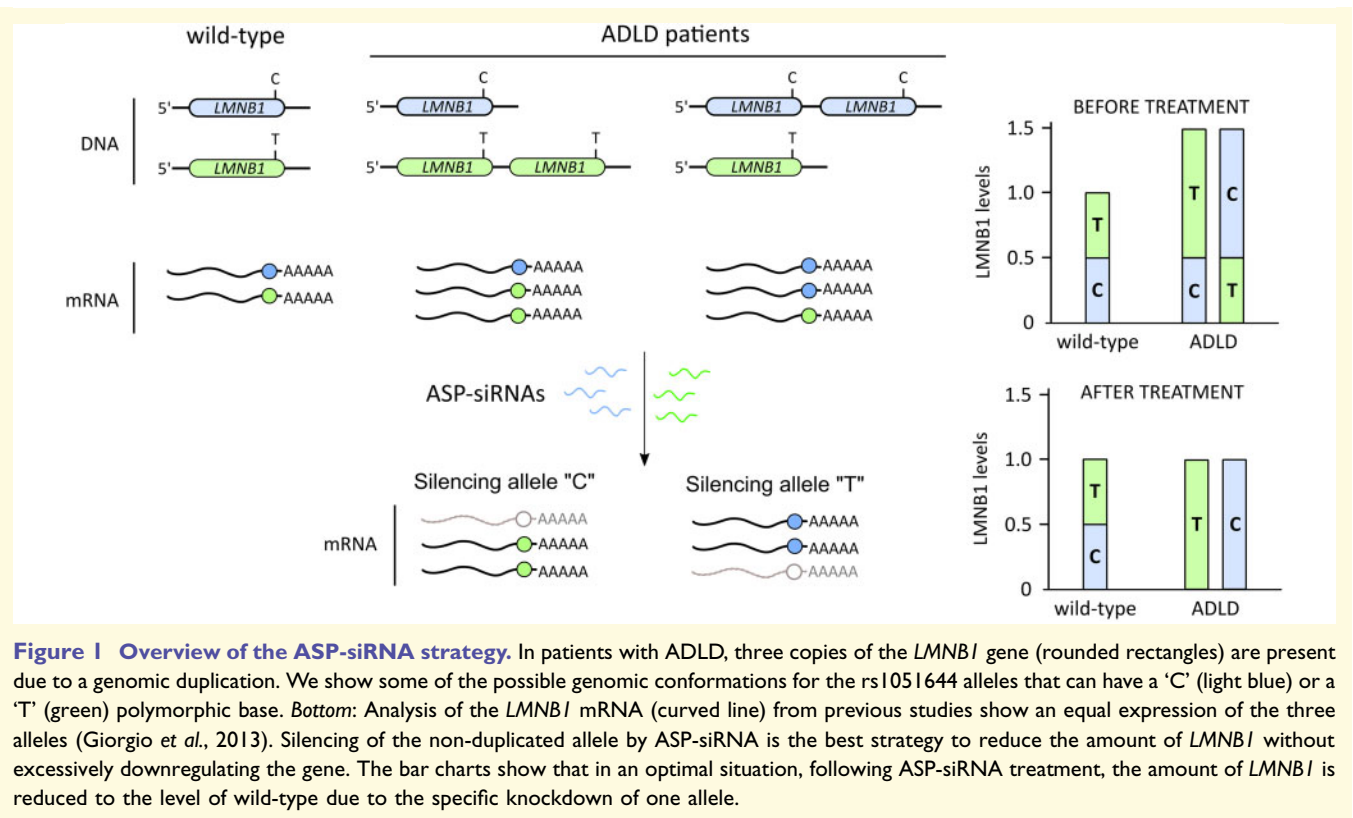 wild-type
ADLD patients
C
C
C
C
5'
LMNB1
5'
LMNB1
5'
LMNB1
LMNB1
DNA
T
T
T
T
5'
LMNB1
5'
LMNB1
LMNB1
5'
LMNB1
mRNA
AAAAA
AAAAA
AAAAA
AAAAA
AAAAA
AAAAA
AAAAA
AAAAA
ASP-siRNAs
Silencing allele "C"
Silencing allele "T"
mRNA
AAAAA
AAAAA
AAAAA
AAAAA
AAAAA
AAAAA
BEFORE TREATMENT
LMNB1 levels
1.5
1.0
0.5
0
T
C
T
C
C
T
wild-type
ADLD
AFTER TREATMENT
LMNB1 levels
1.5
1.0
0.5
0
T
C
T
C
wild-type
ADLD
Figure 1 Overview of the ASP-siRNA strategy. In patients with ADLD, three copies of the LMNB1 gene (rounded rectangles) are present
due to a genomic duplication. We show some of the possible genomic conformations for the rs1051644 alleles that can have a ‘C’ (light blue) or a
‘T’ (green) polymorphic base. Bottom: Analysis of the LMNB1 mRNA (curved line) from previous studies show an equal expression of the three
alleles (Giorgio et al., 2013). Silencing of the non-duplicated allele by ASP-siRNA is the best strategy to reduce the amount of LMNB1 without
excessively downregulating the gene. The bar charts show that in an optimal situation, following ASP-siRNA treatment, the amount of LMNB1 is
reduced to the level of wild-type due to the specific knockdown of one allele.